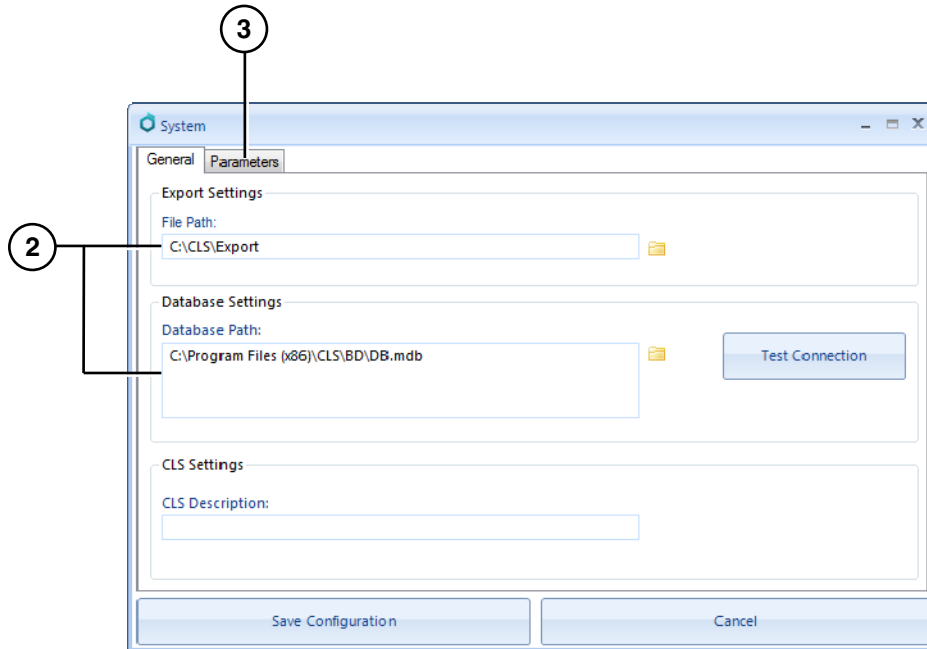 3
System
General Parameters
Export Settings
File Path:
2
C:\CLS\Export
Database Settings
Database Path:
C:\Program Files (x86)\CLS\BD\DB.mdb
Test Connection
CLS Settings
CLS Description:
Save Configuration
Cancel